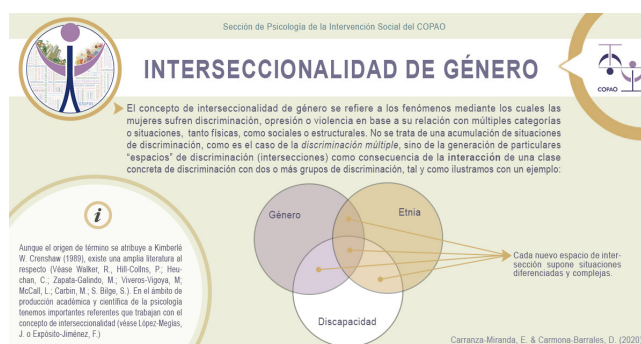 Sección de Psicología de la Intervención Social del COPAO
INTERSECCIONALIDAD DE GÉNERO
COPAO
El concepto de interseccionalidad de género se refiere a los fenómenos mediante los cuales las
mujeres sufren discriminación, opresión o violencia en base a su relación con múltiples categorías
o situaciones, tanto físicas, como sociales o estructurales. No se trata de una acumulación de situaciones
de discriminación, como es el caso de la discriminación múltiple, sino de la generación de particulares
"espacios" de discriminación (intersecciones) como consecuencia de la interacción de una clase
concreta de discriminación con dos o más grupos de discriminación, tal y como ilustramos con un ejemplo:
Género
Etnia
Discapacidad
Cada nuevo espacio de inter-
sección supone situaciones
diferenciadas y complejas.
i
Aunque el origen de término se atribuye a Kimberlé
W. Crenshaw (1989), existe una amplia literatura al
respecto (Véase Walker, R., Hill-Collns, P.; Heu-
chan, C.; Zapata-Galindo, M.; Viveros-Vigoya, M;
McCall, L.; Carbin, M.; S. Bilge, S.). En el ámbito de
producción académica y científica de la psicología
tenemos importantes referentes que trabajan con el
concepto de interseccionalidad (véase López-Megías,
J. o Expósito-Jiménez, F.)
Carranza-Miranda, E. & Carmona-Barrales, D. (2020)